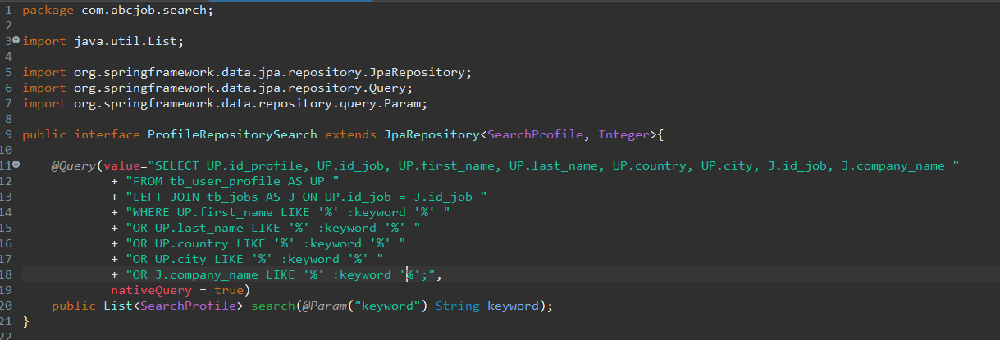 1 package com.abcjob.search;
2
3 import java.util.List;
4
5 import org.springframework.data.jpa.repository.JpaRepository;
6 import org.springframework.data.jpa.repository.Query;
7 import org.springframework.data.repository.query.Param;
8
9 public interface ProfileRepositorySearch extends JpaRepository<SearchProfile, Integer>{
10
11 @Query(value="SELECT UP.id_profile, UP.id_job, UP.first_name, UP.last_name, UP.country, UP.city, J.id_job, J.company_name "
12 + "FROM tb_user_profile AS UP "
13 + "LEFT JOIN tb_jobs AS J ON UP.id_job = J.id_job "
14 + "WHERE UP.first_name LIKE '%' :keyword '%' "
15 + "OR UP.last_name LIKE '%' :keyword '%' "
16 + "OR UP.country LIKE '%' :keyword '%' "
17 + "OR UP.city LIKE '%' :keyword '%' "
18 + "OR J.company_name LIKE '%' :keyword '%';",
19 nativeQuery = true)
20 public List<SearchProfile> search(@Param("keyword") String keyword);
21 }
22